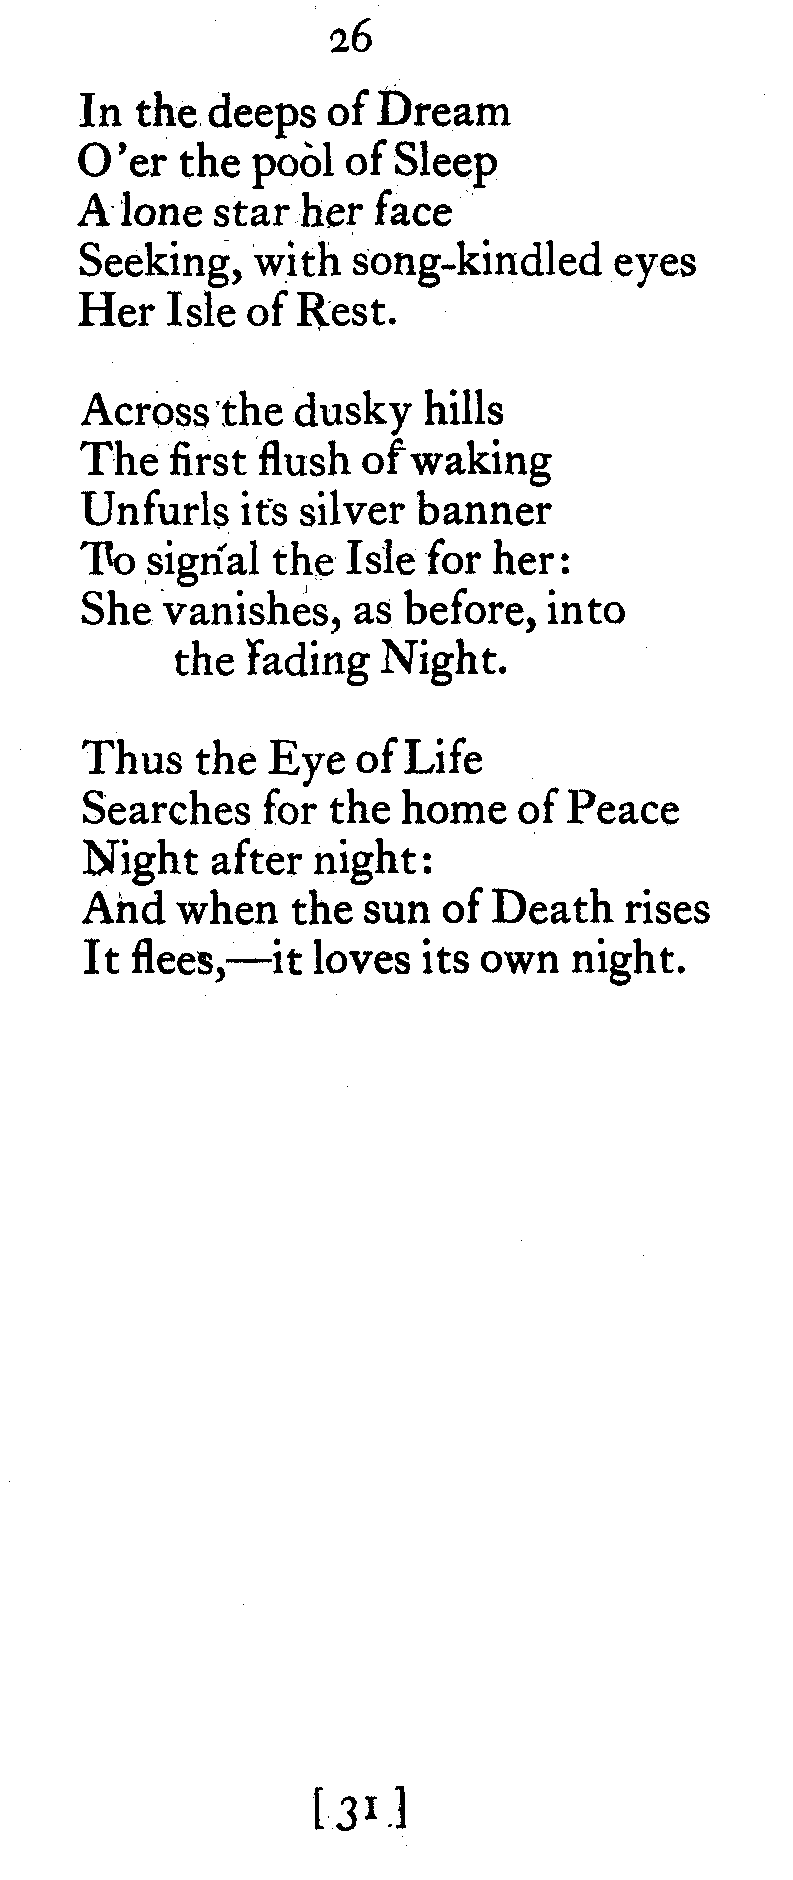 26
In the deeps of Dream
O'er the pool of Sleep
A lone star her face
Seeking, with song-kindled eyes
Her Isle of Rest.
Across the dusky hills
The first flush of waking
Unfurls its silver banner
To signal the Isle for her:
She vanishes, as before, into
the Fading Night.
Thus the Eye of Life
Searches for the home of Peace
Night after night:
And when the sun of Death rises
It flees,—it loves its own night.
[31]